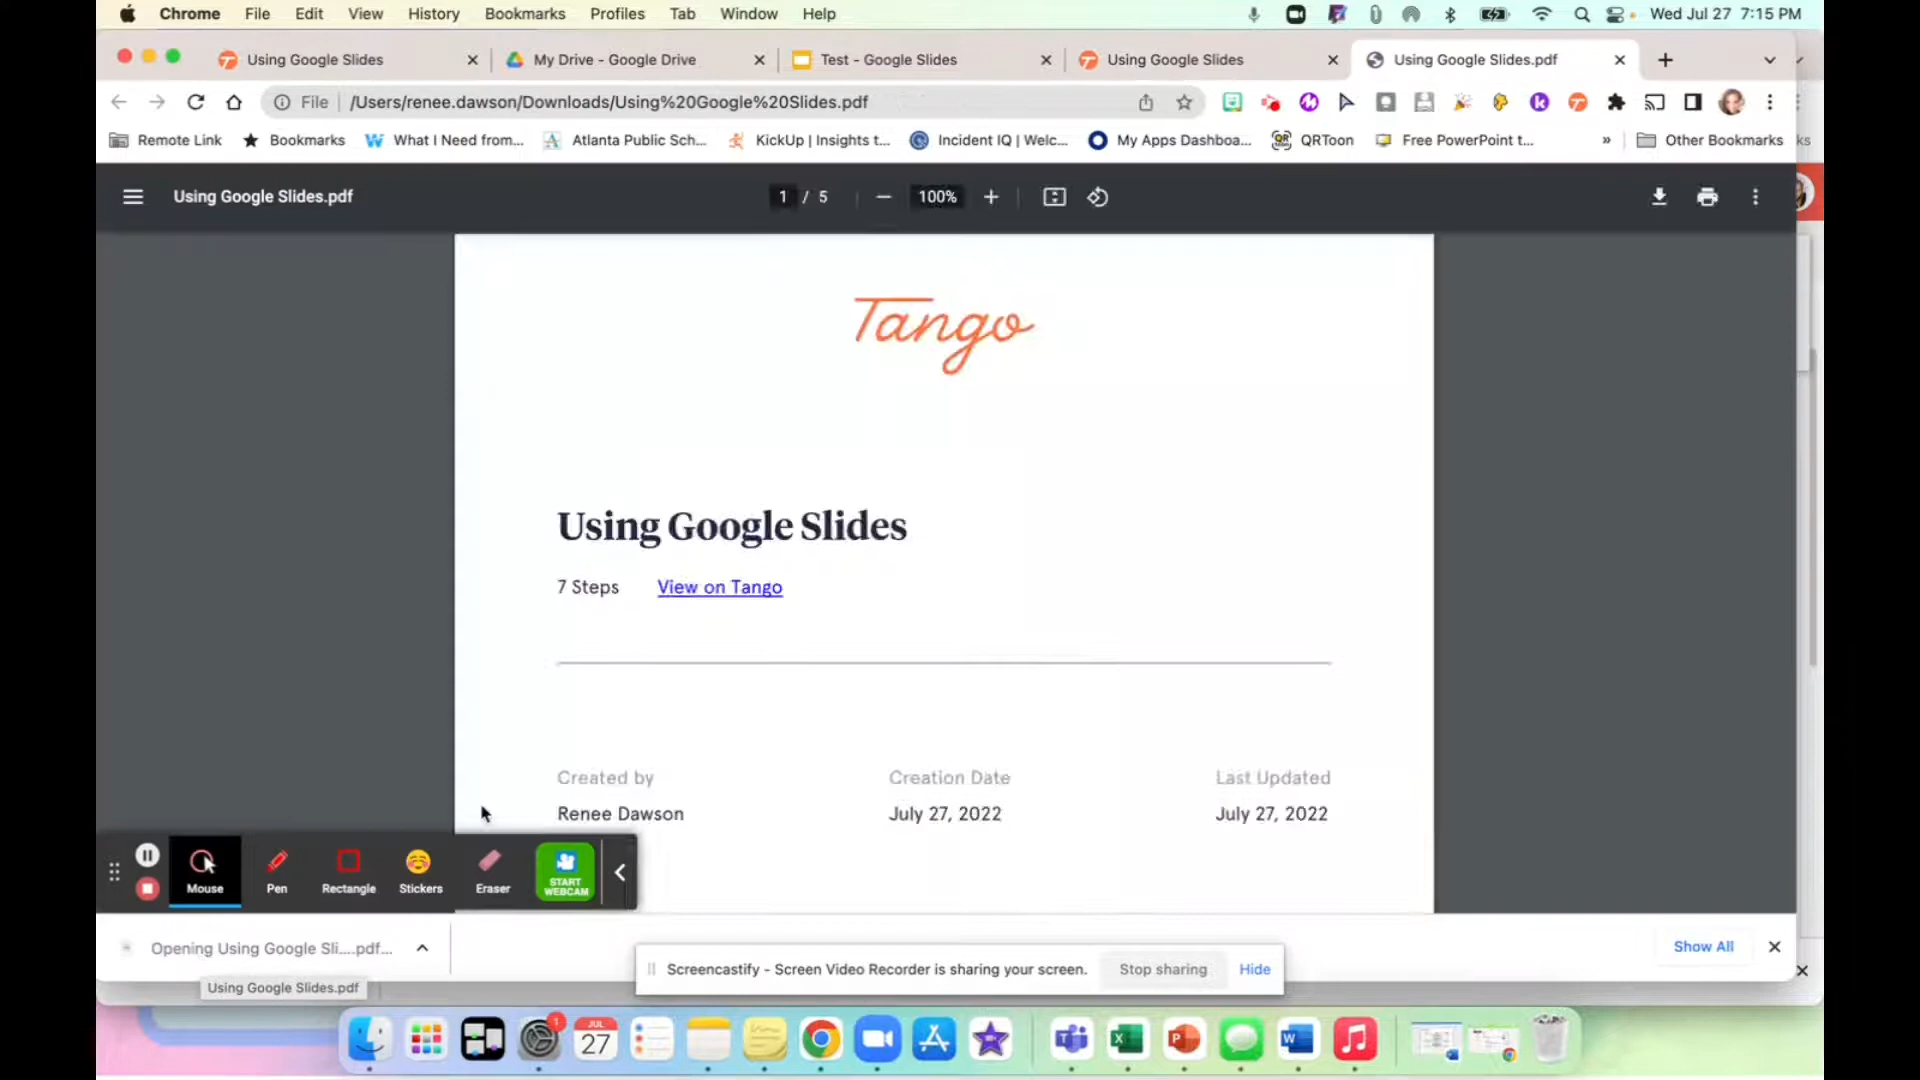 Chrome File Edit View History Bookmarks Profiles Tab Window Help Wed Jul 27 7:15 PM
Using Google Slides My Drive - Google Drive Test - Google Slides Using Google Slides Using Google Slides.pdf
File /Users/renee.dawson/Downloads/Using%20Google%20Slides.pdf
Remote Link Bookmarks What I Need from... Atlanta Public Sch... KickUp | Insights t... Incident IQ | Welc... My Apps Dashboa... QRToon Free PowerPoint t... » Other Bookmarks ks
Using Google Slides.pdf 1 / 5 100%
Tango
Using Google Slides
7 Steps View on Tango
Created by Creation Date Last Updated
Renee Dawson July 27, 2022 July 27, 2022
Mouse Pen Rectangle Stickers Eraser START WEBCAM
Opening Using Google Sli....pdf... Show All
Screencastify - Screen Video Recorder is sharing your screen. Stop sharing Hide
Using Google Slides.pdf
1
JUL
27